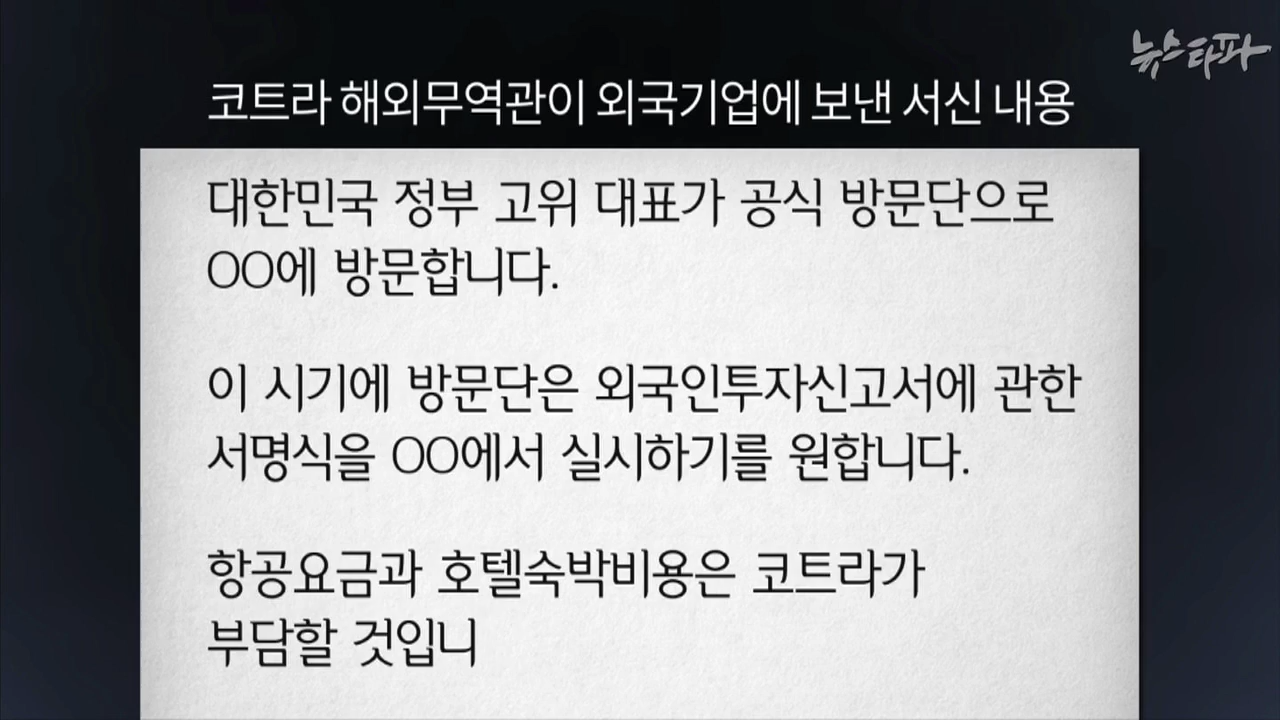 뉴스타파
코트라 해외무역관이 외국기업에 보낸 서신 내용
대한민국 정부 고위 대표가 공식 방문단으로
OO에 방문합니다.
이 시기에 방문단은 외국인투자신고서에 관한
서명식을 OO에서 실시하기를 원합니다.
항공요금과 호텔숙박비용은 코트라가
부담할 것입니